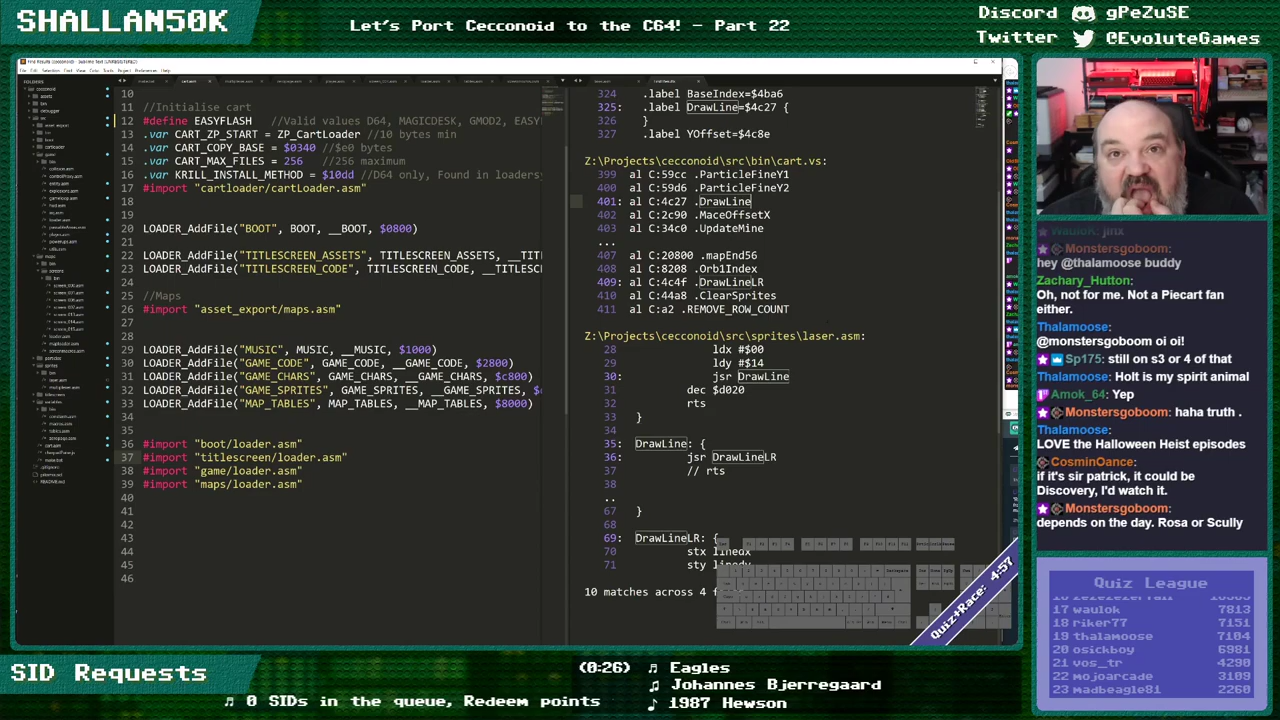 SHALLAN50K
Let's Port Cecconoid to the C64! - Part 22
Discord gPeZuSE
Twitter @EvoluteGames
FOLDERS
10
11 //Initialise cart
12 #define EASYFLASH //valid values D64, MAGICDESK, GMOD2, EASY
13 .var CART_ZP_START = ZP_CartLoader //10 bytes min
14 .var CART_COPY_BASE = $0340 //$e0 bytes
15 .var CART_MAX_FILES = 256 //256 maximum
16 .var KRILL_INSTALL_METHOD = $10dd //D64 only, Found in loadersy
17 #import "cartloader/cartLoader.asm"
18
19
20 LOADER_AddFile("BOOT", BOOT, __BOOT, $0800)
21
22 LOADER_AddFile("TITLESCREEN_ASSETS", TITLESCREEN_ASSETS, __TI
23 LOADER_AddFile("TITLESCREEN_CODE", TITLESCREEN_CODE, __TITLESC
24
25 //Maps
26 #import "asset_export/maps.asm"
27
28
29 LOADER_AddFile("MUSIC", MUSIC, __MUSIC, $1000)
30 LOADER_AddFile("GAME_CODE", GAME_CODE, __GAME_CODE, $2800)
31 LOADER_AddFile("GAME_CHARS", GAME_CHARS, __GAME_CHARS, $c800)
32 LOADER_AddFile("GAME_SPRITES", GAME_SPRITES, __GAME_SPRITES, $
33 LOADER_AddFile("MAP_TABLES", MAP_TABLES, __MAP_TABLES, $8000)
34
35
36 #import "boot/loader.asm"
37 #import "titlescreen/loader.asm"
38 #import "game/loader.asm"
39 #import "maps/loader.asm"
40
41
42
43
44
45
46
324 .label BaseIndex=$4ba6
325: .label DrawLine=$4c27 {
326 }
327 .label YOffset=$4c8e
Z:\Projects\cecconoid\src\bin\cart.vs:
399 al C:59cc .ParticleFineY1
400 al C:59d6 .ParticleFineY2
401: al C:4c27 .DrawLine
402 al C:2c30 .MaceOffsetX
403 al C:34c0 .UpdateMine
...
407 al C:20800 .mapEnd56
408 al C:8208 .Orb1Index
409: al C:4c4f .DrawLineLR
410 al C:44a8 .ClearSprites
411 al C:a2 .REMOVE_ROW_COUNT
Z:\Projects\cecconoid\src\sprites\laser.asm:
28 ldx #$00
29 ldy #$14
30: jsr DrawLine
31 dec $d020
32 rts
33 }
34
35: DrawLine: {
36: jsr DrawLineLR
37 // rts
38
..
67 }
68
69: DrawLineLR: {
70 stx linedx
71 sty linedy
10 matches across 4 f
Quiz+Race: 4:57
WauloK: jinx
Monstersgoboom:
hey @thalamoose buddy
Zachary_Hutton:
Oh, not for me. Not a Piecart fan
either.
Thalamoose:
@monstersgoboom oi oi!
Sp175: still on s3 or 4 of that
Thalamoose: Holt is my spirit animal
Amok_64: Yep
Monstersgoboom: haha truth .
Thalamoose:
LOVE the Halloween Heist episodes
CosminOance:
if it's sir patrick, it could be
Discovery, I'd watch it.
Monstersgoboom:
depends on the day. Rosa or Scully
Quiz League
17 waulok 7813
18 riker77 7151
19 thalamoose 7104
20 osickboy 6981
21 vos_tr 4290
22 mojoarcade 3109
23 madbeagle81 2260
SID Requests
♫ 0 SIDs in the queue, Redeem points
(0:26) ♫ Eagles
♫ Johannes Bjerregaard
♪ 1987 Hewson